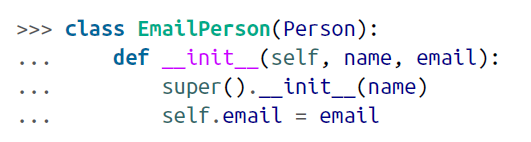 >>> class EmailPerson(Person):
...     def __init__(self, name, email):
...         super().__init__(name)
...         self.email = email